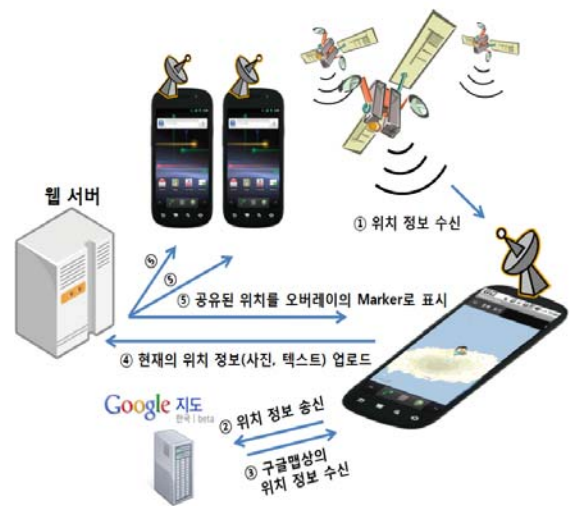 웹 서버
① 위치 정보 수신
⑤
⑤
⑤ 공유된 위치를 오버레이의 Marker로 표시
④ 현재의 위치 정보(사진, 텍스트) 업로드
Google 지도
한국 | beta
② 위치 정보 송신
③ 구글맵상의
위치 정보 수신